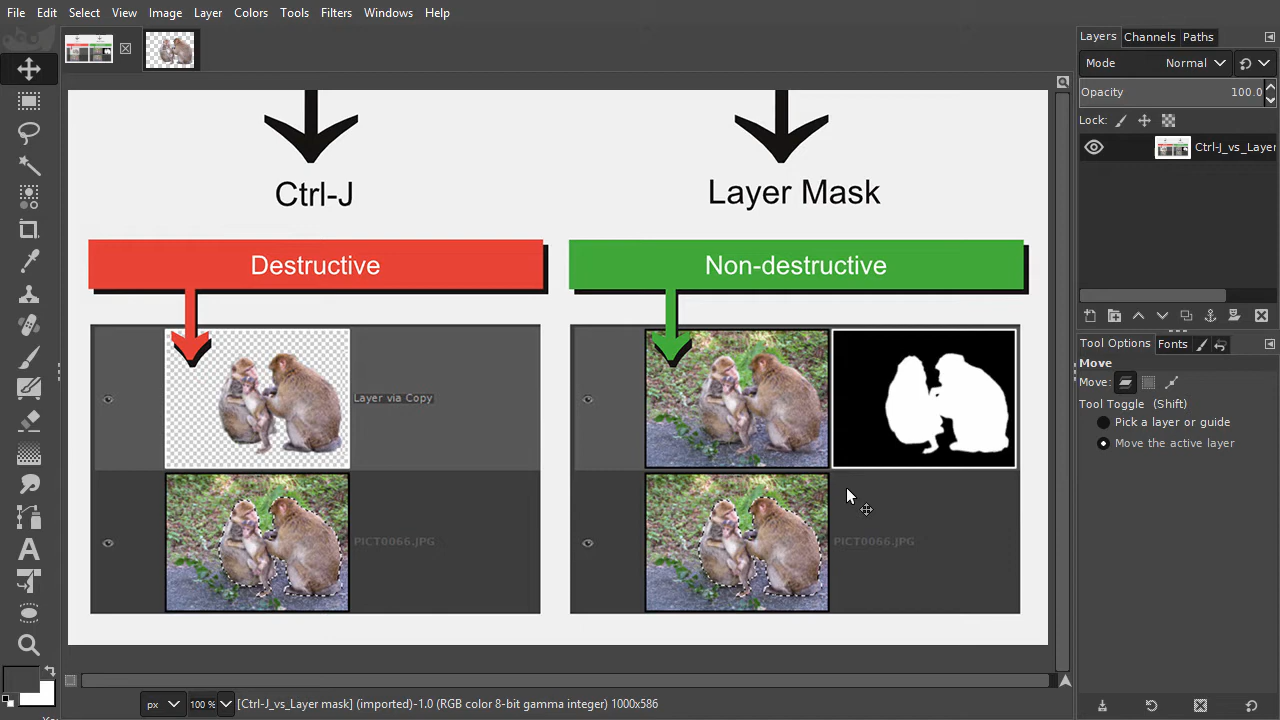 File Edit Select View Image Layer Colors Tools Filters Windows Help
Layers Channels Paths
Mode Normal
Opacity 100.0
Lock:
Ctrl-J_vs_Layer
Ctrl-J
Layer Mask
Destructive
Non-destructive
Layer via Copy
PICT0066.JPG
PICT0066.JPG
Tool Options Fonts
Move:
Tool Toggle (Shift)
Pick a layer or guide
Move the active layer
A
px 100 % [Ctrl-J_vs_Layer mask] (imported)-1.0 (RGB color 8-bit gamma integer) 1000x586